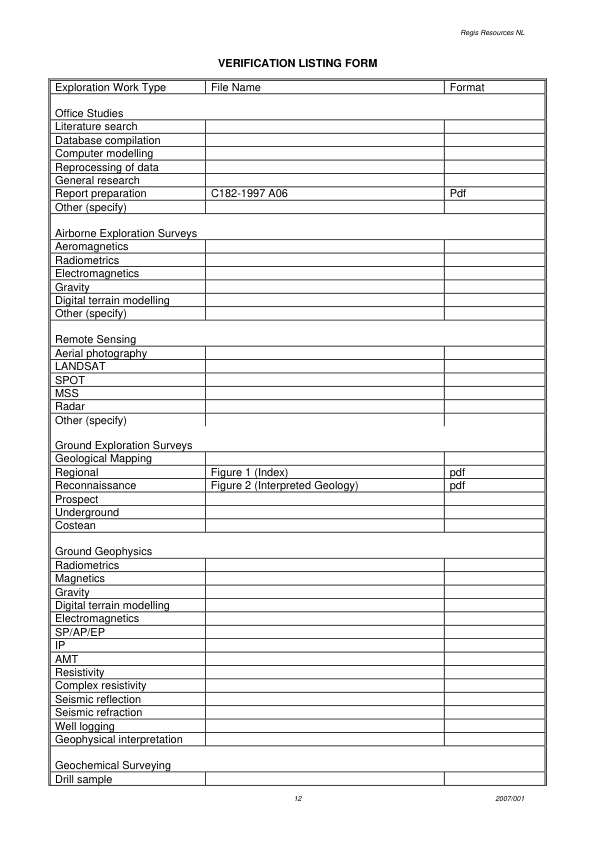 Regis Resources NL
VERIFICATION LISTING FORM
Exploration Work Type File Name Format
Office Studies
Literature search
Database compilation
Computer modelling
Reprocessing of data
General research
Report preparation C182-1997 A06 Pdf
Other (specify)
Airborne Exploration Surveys
Aeromagnetics
Radiometrics
Electromagnetics
Gravity
Digital terrain modelling
Other (specify)
Remote Sensing
Aerial photography
LANDSAT
SPOT
MSS
Radar
Other (specify)
Ground Exploration Surveys
Geological Mapping
Regional Figure 1 (Index) pdf
Reconnaissance Figure 2 (Interpreted Geology) pdf
Prospect
Underground
Costean
Ground Geophysics
Radiometrics
Magnetics
Gravity
Digital terrain modelling
Electromagnetics
SP/AP/EP
IP
AMT
Resistivity
Complex resistivity
Seismic reflection
Seismic refraction
Well logging
Geophysical interpretation
Geochemical Surveying
Drill sample
12 2007/001